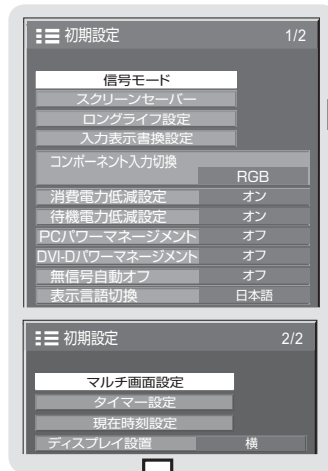 初期設定 1/2
信号モード
スクリーンセーバー
ロングライフ設定
入力表示書換設定
コンポーネント入力切換
RGB
消費電力低減設定 オン
待機電力低減設定 オン
PCパワーマネージメント オフ
DVI-Dパワーマネージメント オフ
無信号自動オフ オフ
表示言語切換 日本語
初期設定 2/2
マルチ画面設定
タイマー設定
現在時刻設定
ディスプレイ設置 横